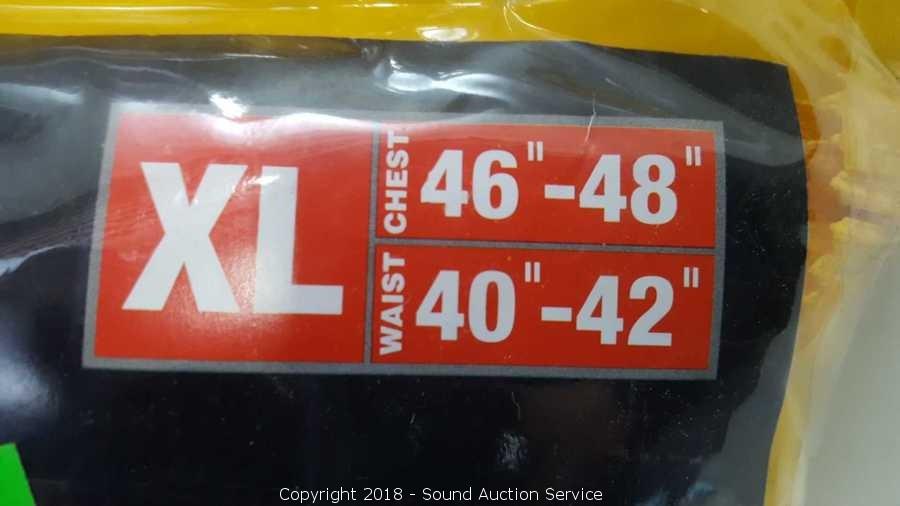 XL
CHEST
46"-48"
WAIST
40"-42"
Copyright 2018 - Sound Auction Service